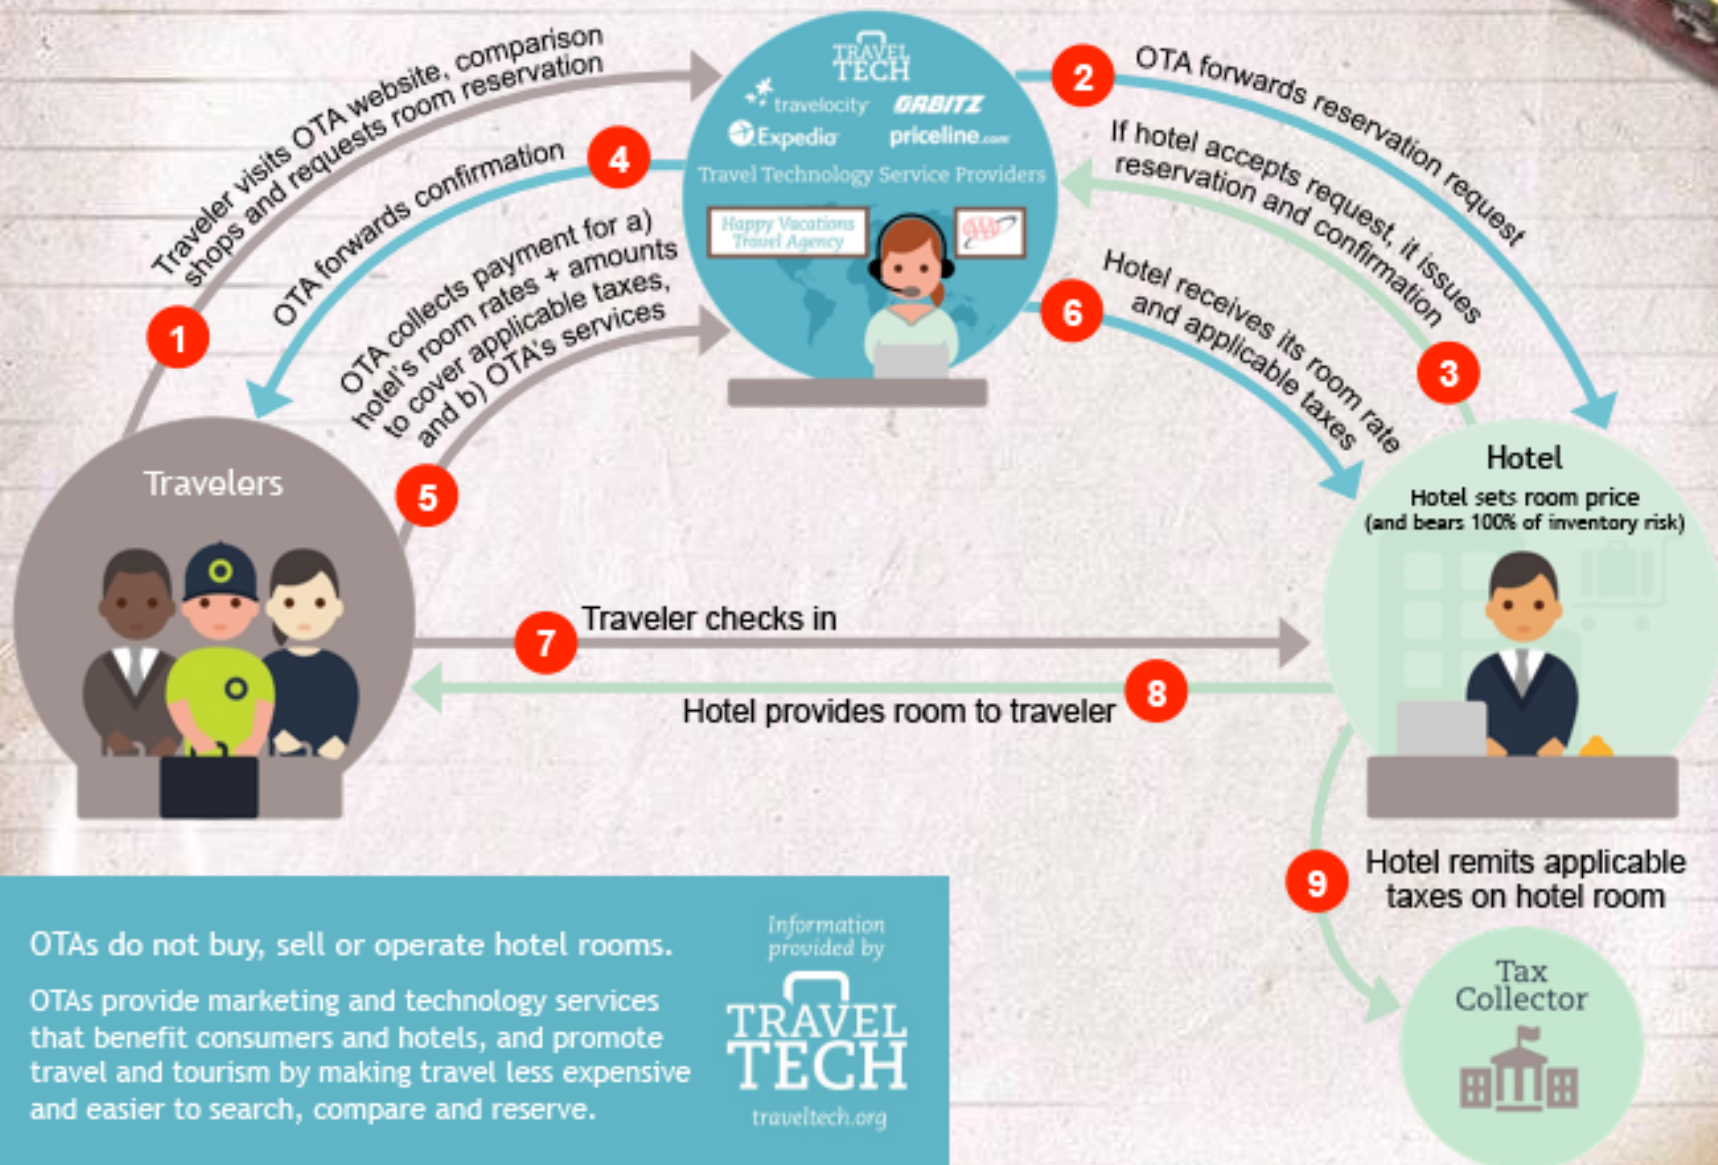 TRAVEL
TECH
travelocity
ORBITZ
Expedia
priceline.com
Travel Technology Service Providers
Happy Vacations
Travel Agency
AAA
1
Traveler visits OTA website, comparison
shops and requests room reservation
2
OTA forwards reservation request
3
If hotel accepts request, it issues
reservation and confirmation
4
OTA forwards confirmation
5
OTA collects payment for a)
hotel's room rates + amounts
to cover applicable taxes,
and b) OTA's services
6
Hotel receives its room rate
and applicable taxes
Travelers
Hotel
Hotel sets room price
(and bears 100% of inventory risk)
7
Traveler checks in
8
Hotel provides room to traveler
9
Hotel remits applicable
taxes on hotel room
Tax
Collector
OTAs do not buy, sell or operate hotel rooms.
OTAs provide marketing and technology services
that benefit consumers and hotels, and promote
travel and tourism by making travel less expensive
and easier to search, compare and reserve.
Information
provided by
TRAVEL
TECH
traveltech.org